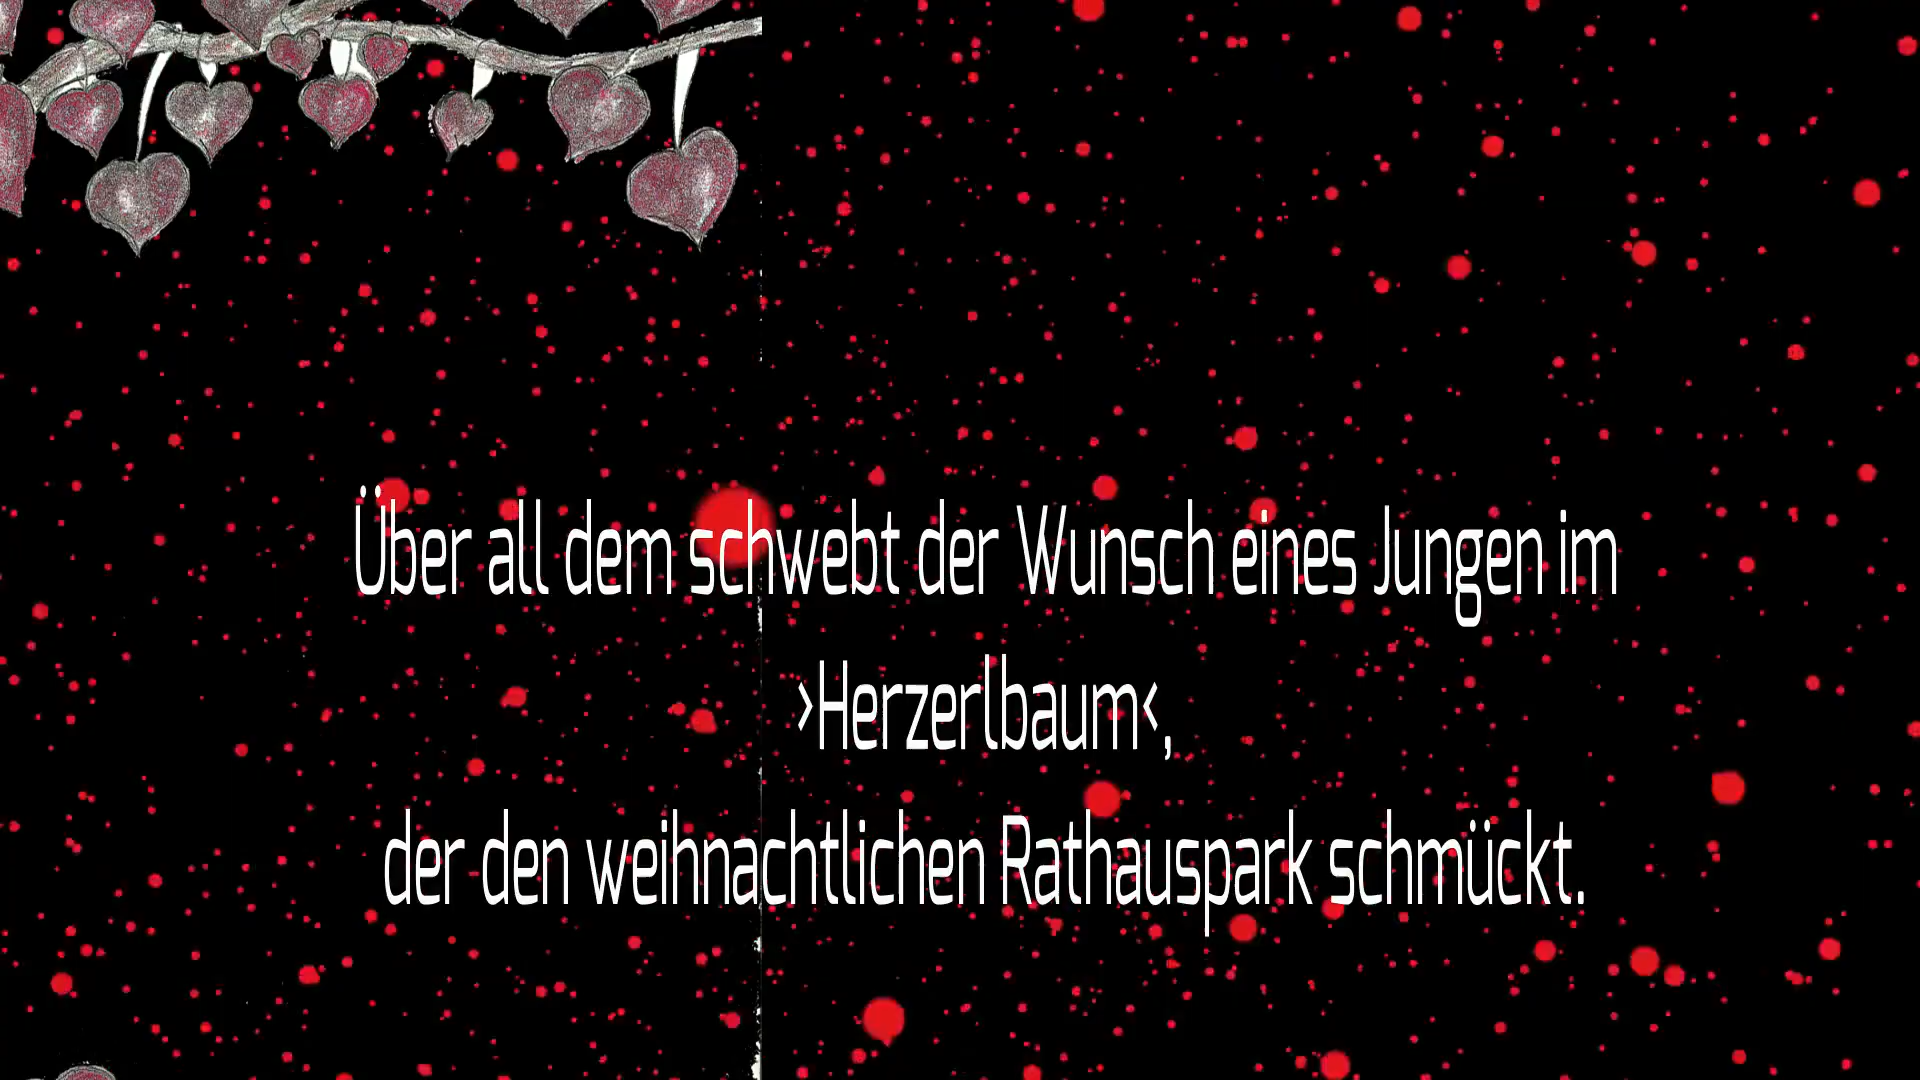 Über all dem schwebt der Wunsch eines Jungen im
›Herzerlbaum‹,
der den weihnachtlichen Rathauspark schmückt.